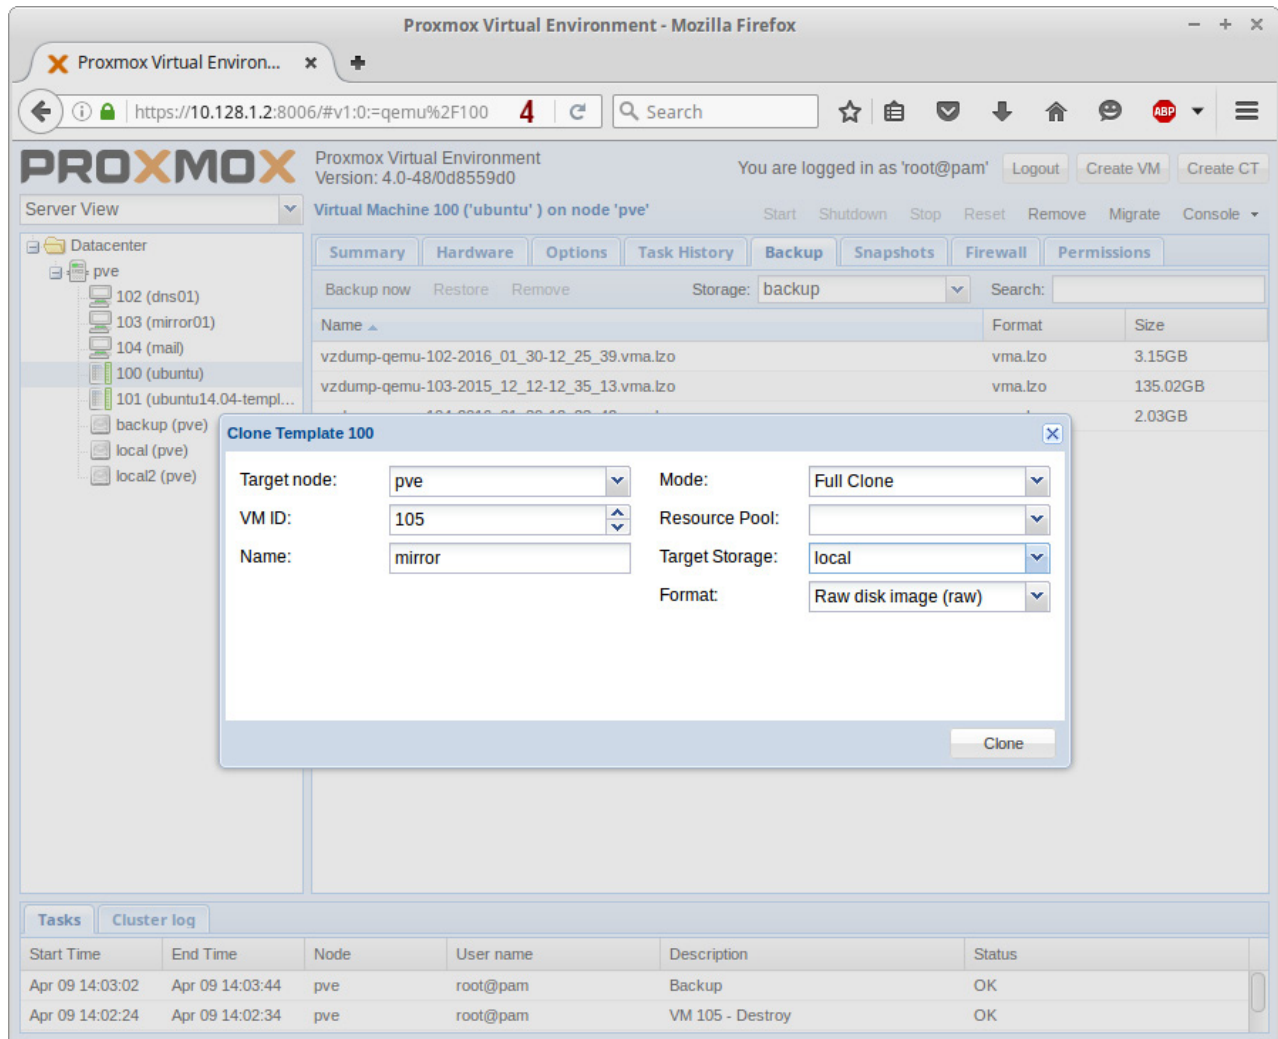 Proxmox Virtual Environment - Mozilla Firefox
Proxmox Virtual Environ...
https://10.128.1.2:8006/#v1:0:=qemu%2F100 4 Search ABP
PROXMOX
Proxmox Virtual Environment
Version: 4.0-48/0d8559d0
You are logged in as 'root@pam' Logout Create VM Create CT
Server View
Virtual Machine 100 ('ubuntu' ) on node 'pve' Start Shutdown Stop Reset Remove Migrate Console
Datacenter
pve
102 (dns01)
103 (mirror01)
104 (mail)
100 (ubuntu)
101 (ubuntu14.04-templ...
backup (pve)
local (pve)
local2 (pve)
Summary Hardware Options Task History Backup Snapshots Firewall Permissions
Backup now Restore Remove Storage: backup Search:
Name Format Size
vzdump-qemu-102-2016_01_30-12_25_39.vma.lzo vma.lzo 3.15GB
vzdump-qemu-103-2015_12_12-12_35_13.vma.lzo vma.lzo 135.02GB
2.03GB
Clone Template 100
Target node: pve Mode: Full Clone
VM ID: 105 Resource Pool:
Name: mirror Target Storage: local
Format: Raw disk image (raw)
Clone
Tasks Cluster log
Start Time End Time Node User name Description Status
Apr 09 14:03:02 Apr 09 14:03:44 pve root@pam Backup OK
Apr 09 14:02:24 Apr 09 14:02:34 pve root@pam VM 105 - Destroy OK